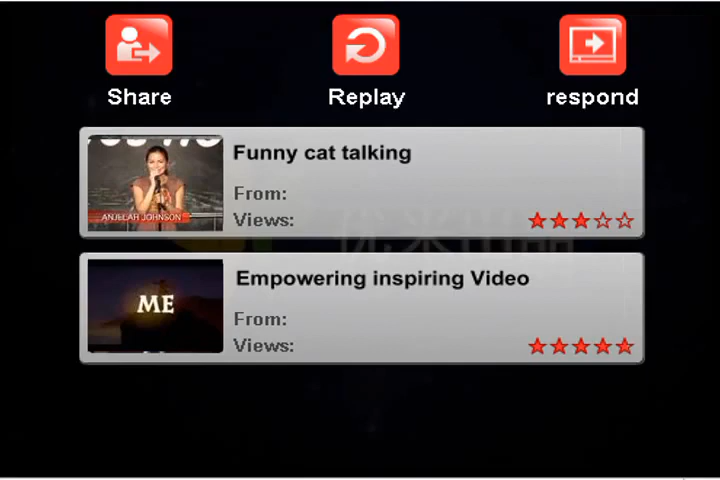 Share
Replay
respond
Funny cat talking
ANJELAH JOHNSON
From:
Views:
Empowering inspiring Video
ME
From:
Views: